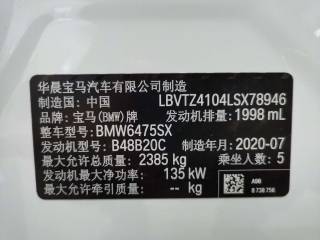 华晨宝马汽车有限公司制造
制造国: 中国 LBVTZ4104LSX78946
品牌: 宝马(BMW)牌 发动机排量: 1998 mL
整车型号: BMW6475SX
发动机型号: B48B20C 制造年月: 2020-07
最大允许总质量: 2385 kg 乘坐人数: 5
发动机最大净功率: 135 kW A98
最大允许牵引质量: -/- kg 8 738 756